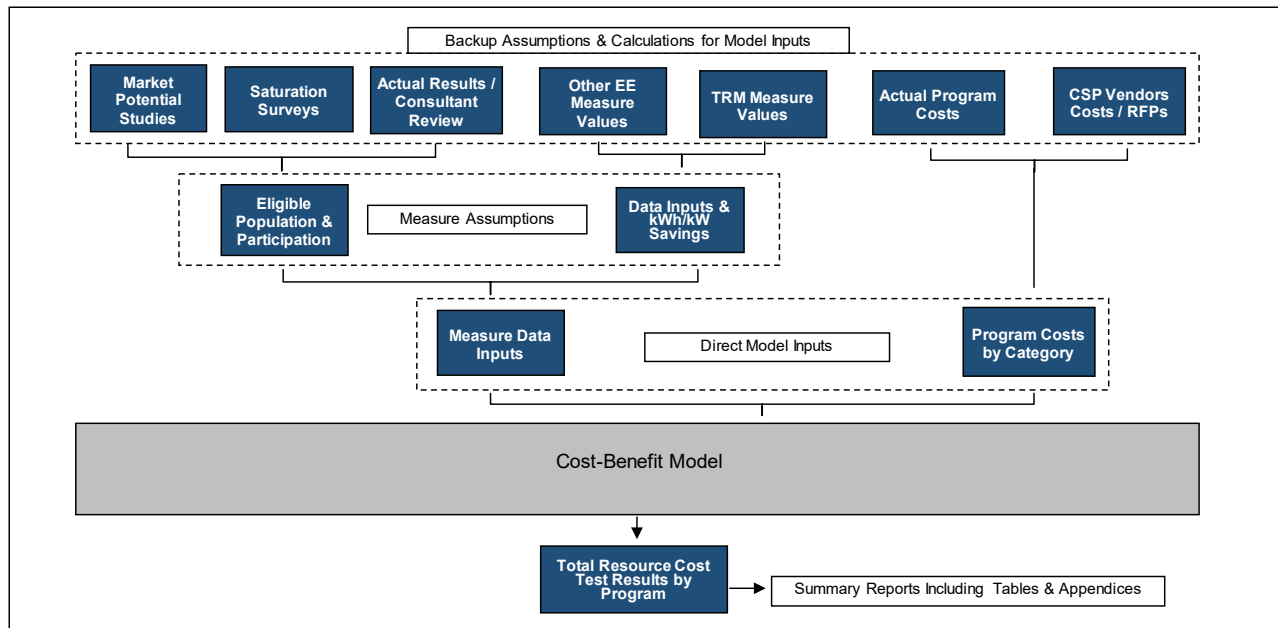 Backup Assumptions & Calculations for Model Inputs
Market
Potential
Studies
Saturation
Surveys
Actual Results /
Consultant
Review
Other EE
Measure
Values
TRM Measure
Values
Actual Program
Costs
CSP Vendors
Costs / RFPs
Eligible
Population &
Participation
Measure Assumptions
Data Inputs &
kWh/kW
Savings
Measure Data
Inputs
Direct Model Inputs
Program Costs
by Category
Cost-Benefit Model
Total Resource Cost
Test Results by
Program
Summary Reports Including Tables & Appendices